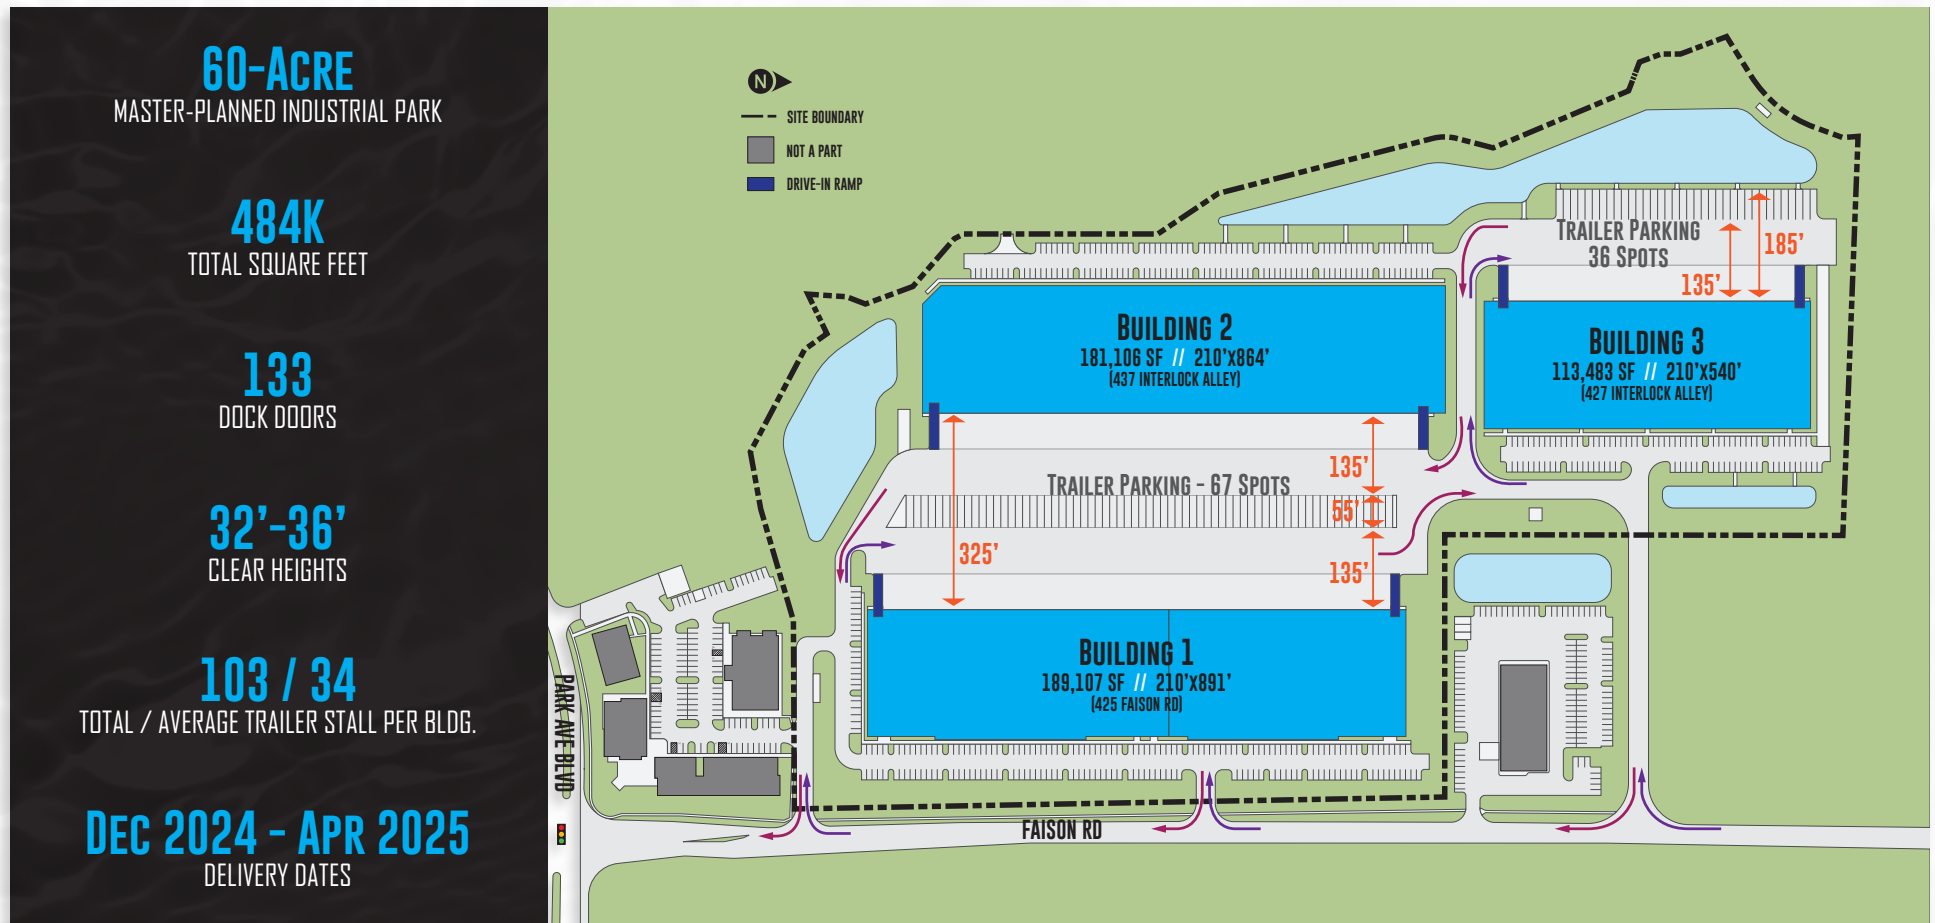 60-Acre
MASTER-PLANNED INDUSTRIAL PARK
484K
TOTAL SQUARE FEET
133
DOCK DOORS
32'-36'
CLEAR HEIGHTS
103 / 34
TOTAL / AVERAGE TRAILER STALL PER BLDG.
Dec 2024 - Apr 2025
DELIVERY DATES
N
SITE BOUNDARY
NOT A PART
DRIVE-IN RAMP
Trailer Parking
36 Spots
185'
135'
Building 2
181,106 SF // 210'x864'
(437 INTERLOCK ALLEY)
Building 3
113,483 SF // 210'x540'
(427 INTERLOCK ALLEY)
Trailer Parking - 67 Spots
135'
55'
325'
135'
Building 1
189,107 SF // 210'x891'
(425 FAISON RD)
PARK AVE BLVD
FAISON RD